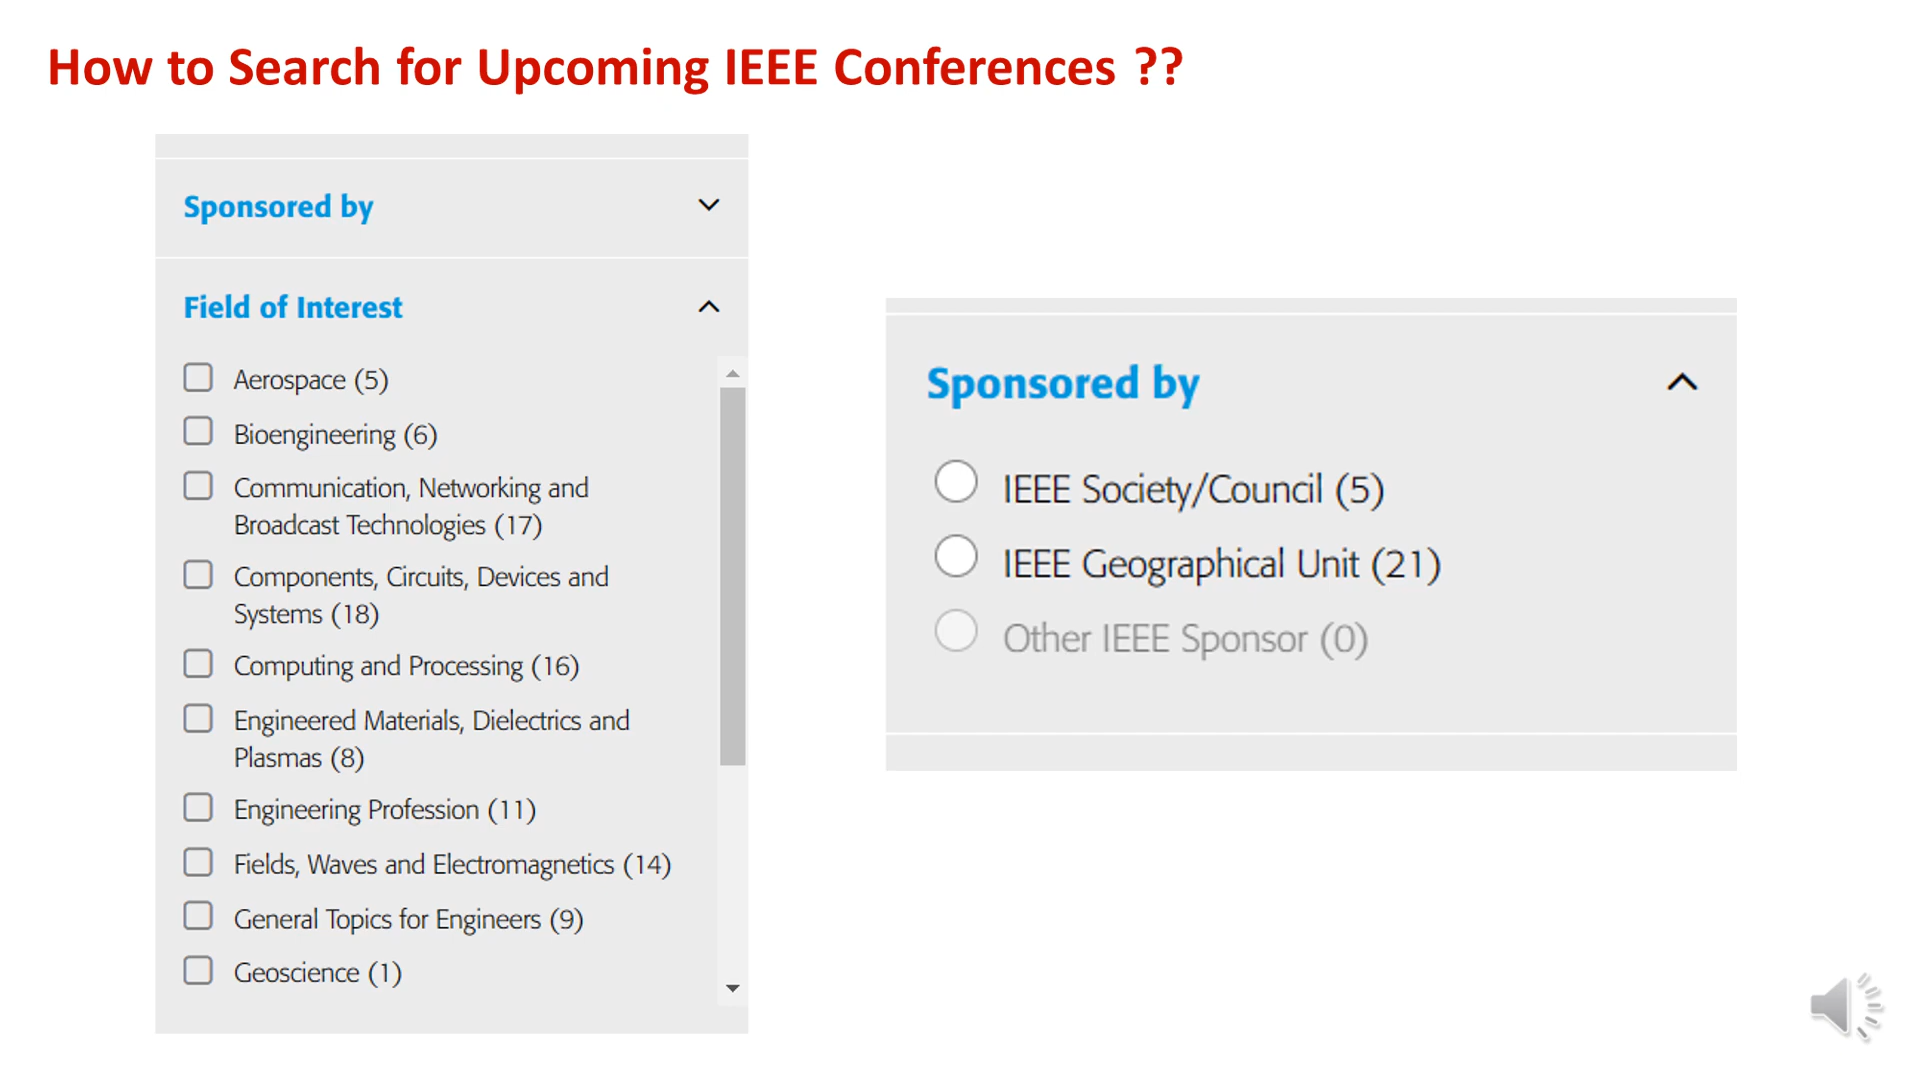 How to Search for Upcoming IEEE Conferences ??
Sponsored by
Field of Interest
Aerospace (5)
Bioengineering (6)
Communication, Networking and
Broadcast Technologies (17)
Components, Circuits, Devices and
Systems (18)
Computing and Processing (16)
Engineered Materials, Dielectrics and
Plasmas (8)
Engineering Profession (11)
Fields, Waves and Electromagnetics (14)
General Topics for Engineers (9)
Geoscience (1)
Sponsored by
IEEE Society/Council (5)
IEEE Geographical Unit (21)
Other IEEE Sponsor (0)